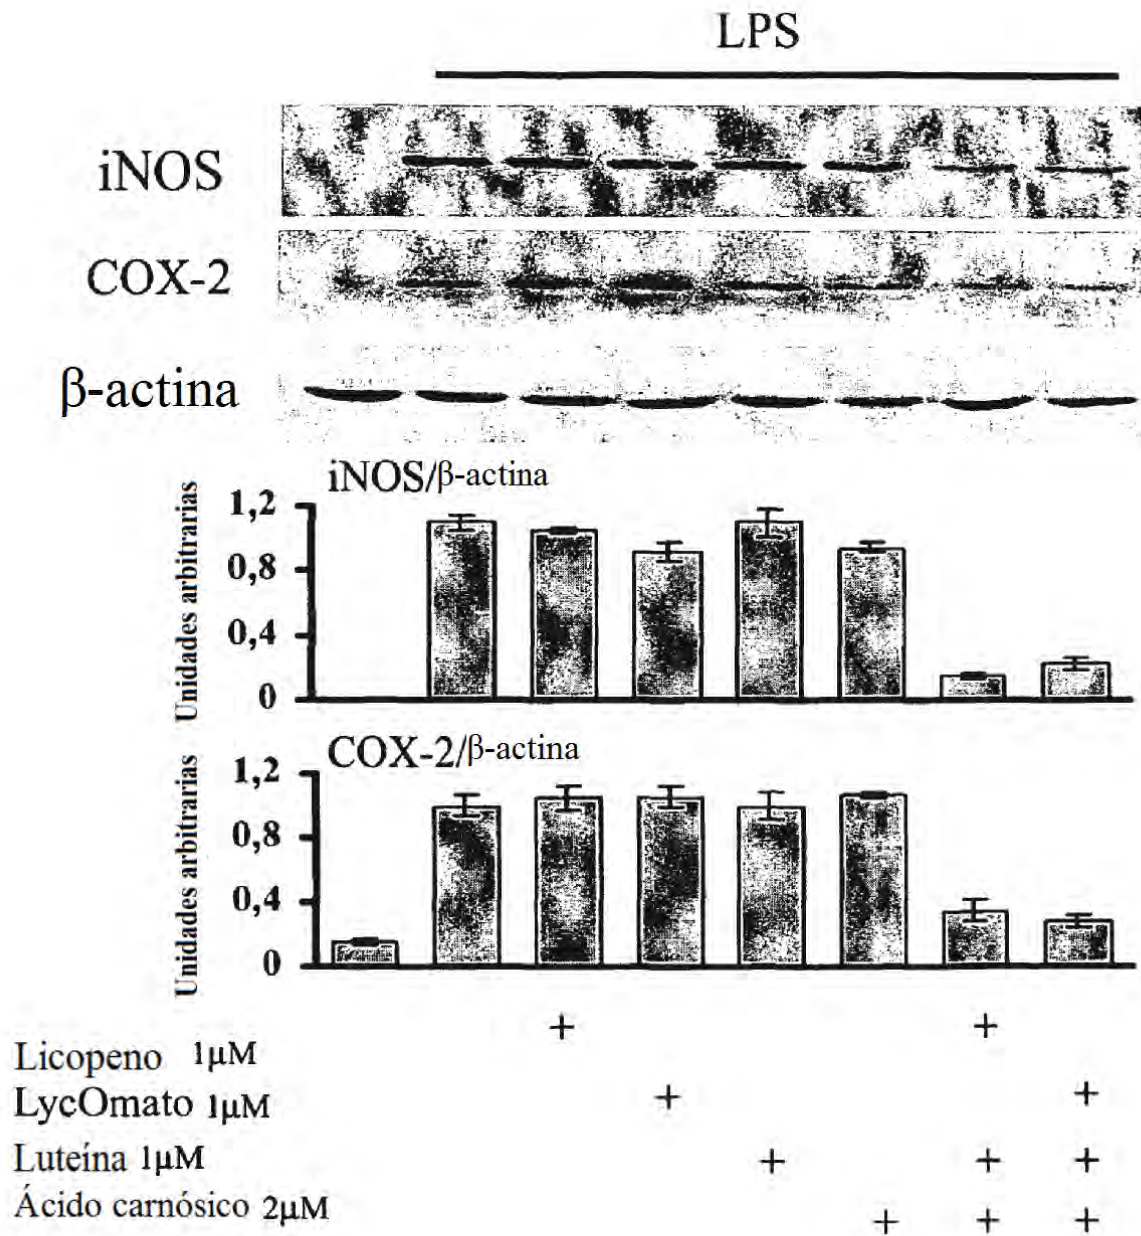 LPS
iNOS
COX-2
β-actina
iNOS/β-actina
Unidades arbitrarias
1,2
0,8
0,4
0
COX-2/β-actina
Unidades arbitrarias
1,2
0,8
0,4
0
Licopeno 1μM + +
LycOmato 1μM + +
Luteína 1μM + + +
Ácido carnósico 2μM + + +